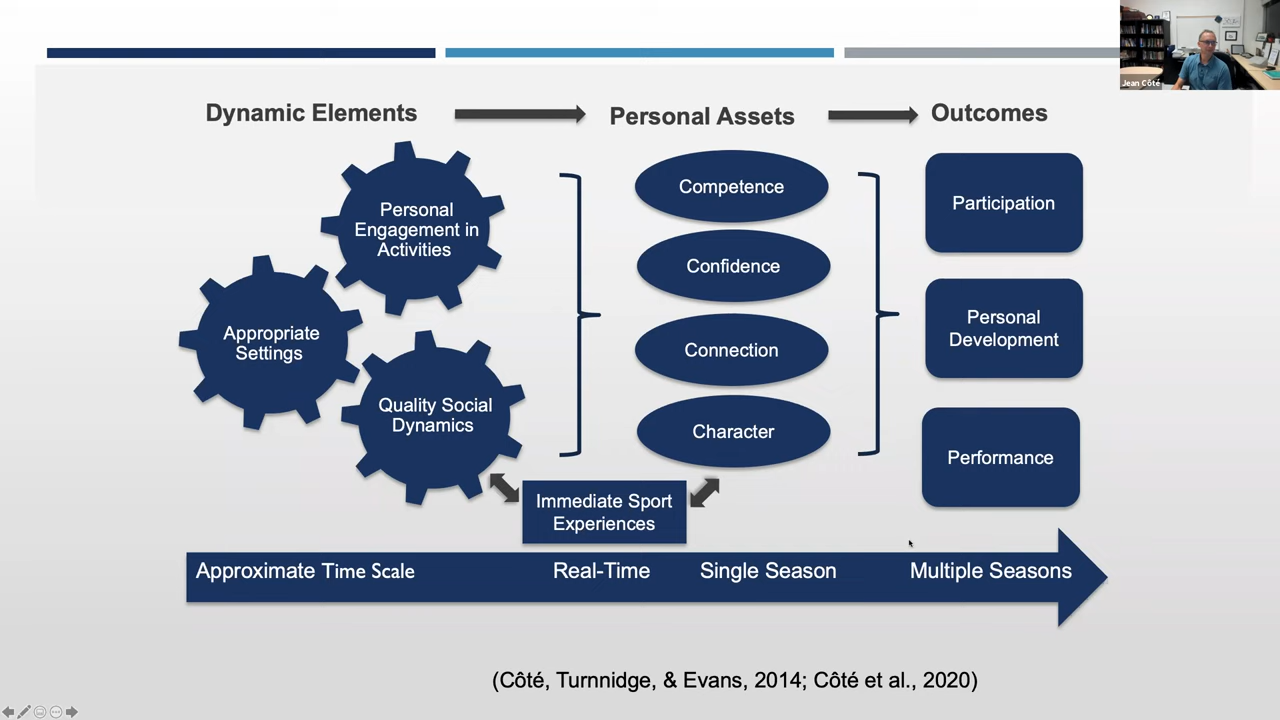 Jean Côté
Dynamic Elements
Personal Assets
Outcomes
Personal
Engagement in
Activities
Appropriate
Settings
Quality Social
Dynamics
Competence
Confidence
Connection
Character
Participation
Personal
Development
Performance
Immediate Sport
Experiences
Approximate Time Scale
Real-Time
Single Season
Multiple Seasons
(Côté, Turnnidge, & Evans, 2014; Côté et al., 2020)